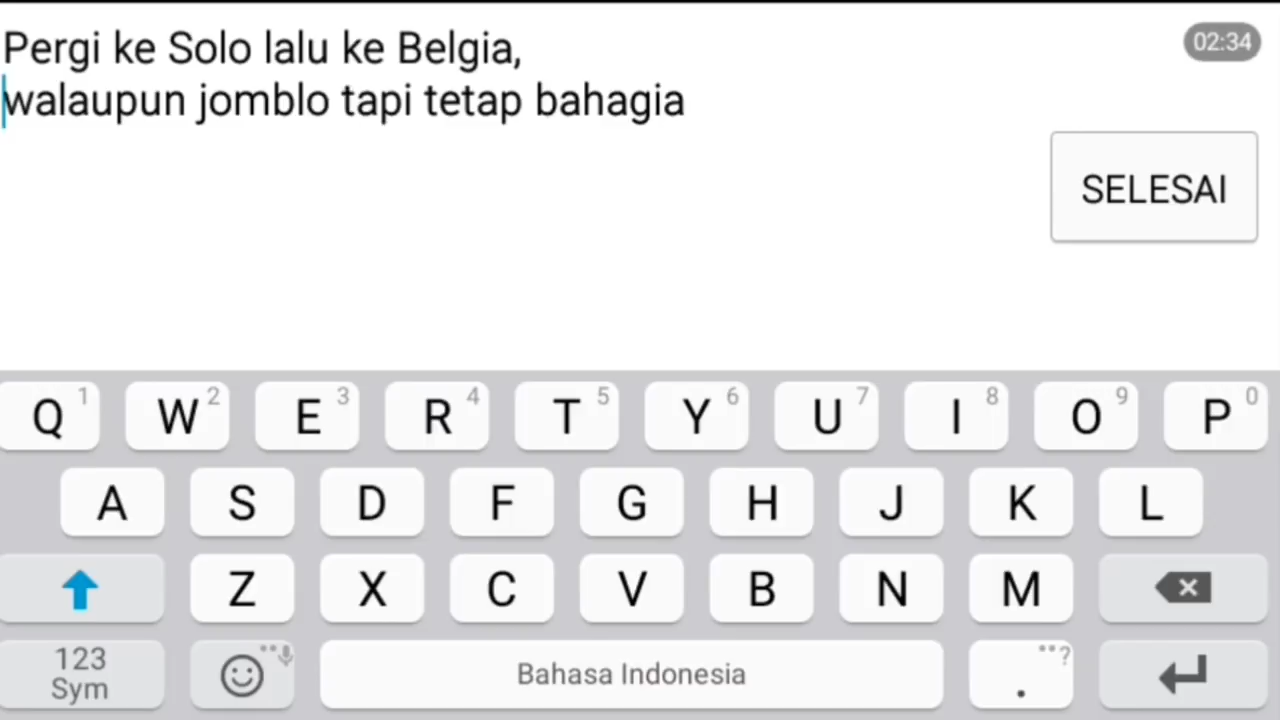 Pergi ke Solo lalu ke Belgia,
02:34
walaupun jomblo tapi tetap bahagia
SELESAI
Q 1 W 2 E 3 R 4 T 5 Y 6 U 7 I 8 O 9 P 0
A S D F G H J K L
Z X C V B N M
123
Sym
Bahasa Indonesia
. ?